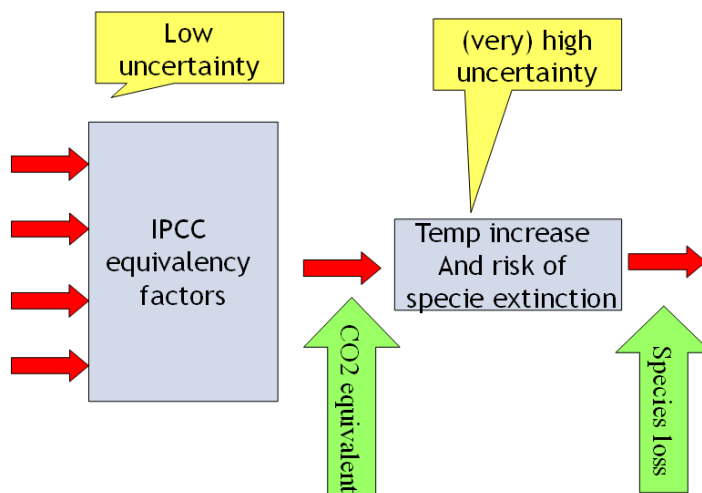 Low
uncertainty
(very) high
uncertainty
IPCC
equivalency
factors
Temp increase
And risk of
specie extinction
CO2 equivalent
Species loss